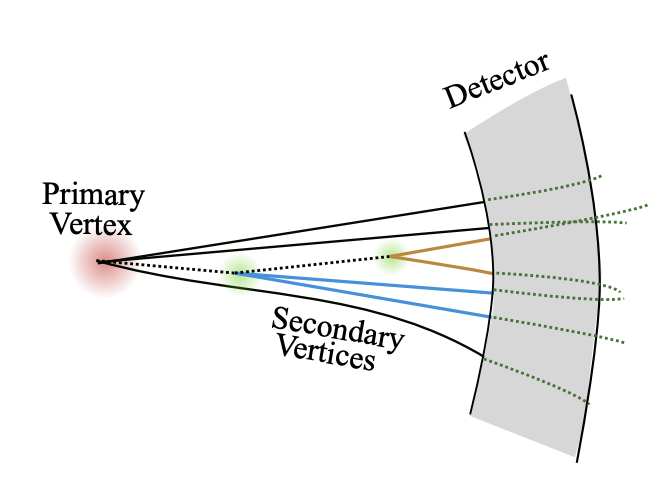 Detector
Primary
Vertex
Secondary
Vertices